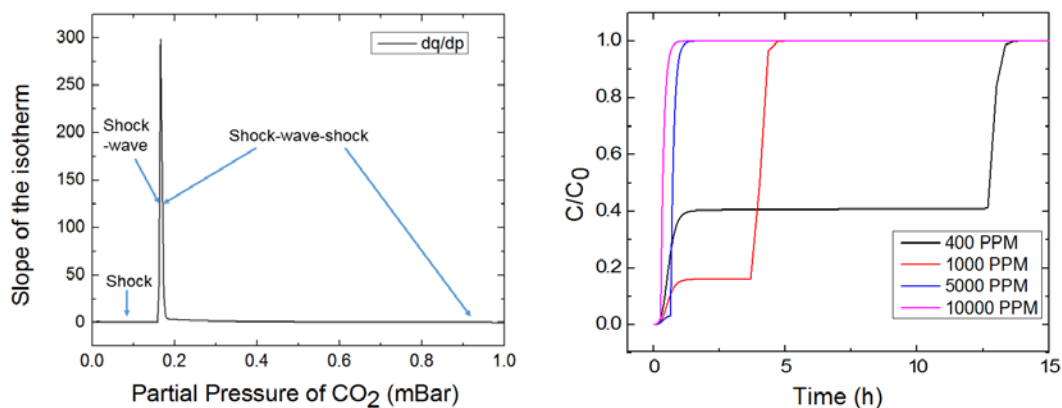 300
250
200
150
100
50
0
Slope of the isotherm
dq/dp
Shock
-wave
Shock-wave-shock
Shock
0.0 0.2 0.4 0.6 0.8 1.0
Partial Pressure of CO₂ (mBar)
1.0
0.8
0.6
0.4
0.2
0.0
C/C₀
400 PPM
1000 PPM
5000 PPM
10000 PPM
0 5 10 15
Time (h)